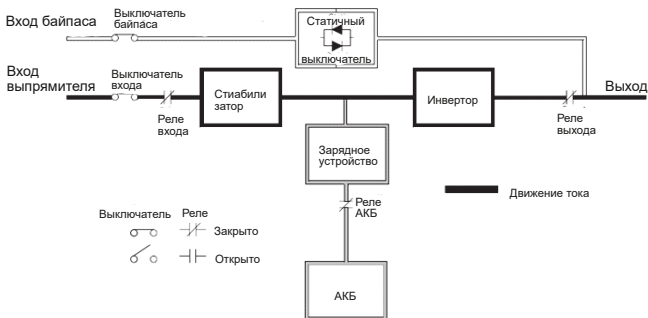 Вход байпаса
Выключатель
байпаса
Статичный
выключатель
Вход
выпрямителя
Выключатель
входа
Реле
входа
Стиабили
затор
Инвертор
Реле
выхода
Выход
Зарядное
устройство
Реле
АКБ
Движение тока
Выключатель
Реле
Закрыто
Открыто
АКБ